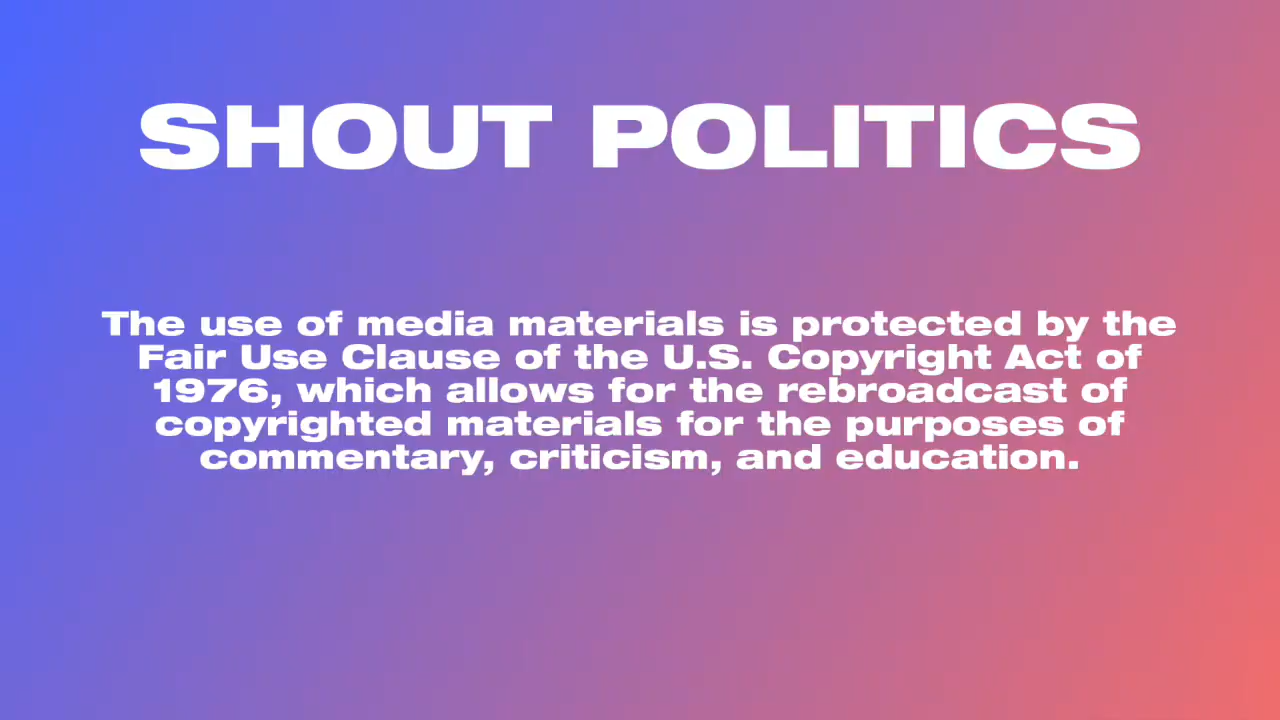 SHOUT POLITICS
The use of media materials is protected by the
Fair Use Clause of the U.S. Copyright Act of
1976, which allows for the rebroadcast of
copyrighted materials for the purposes of
commentary, criticism, and education.